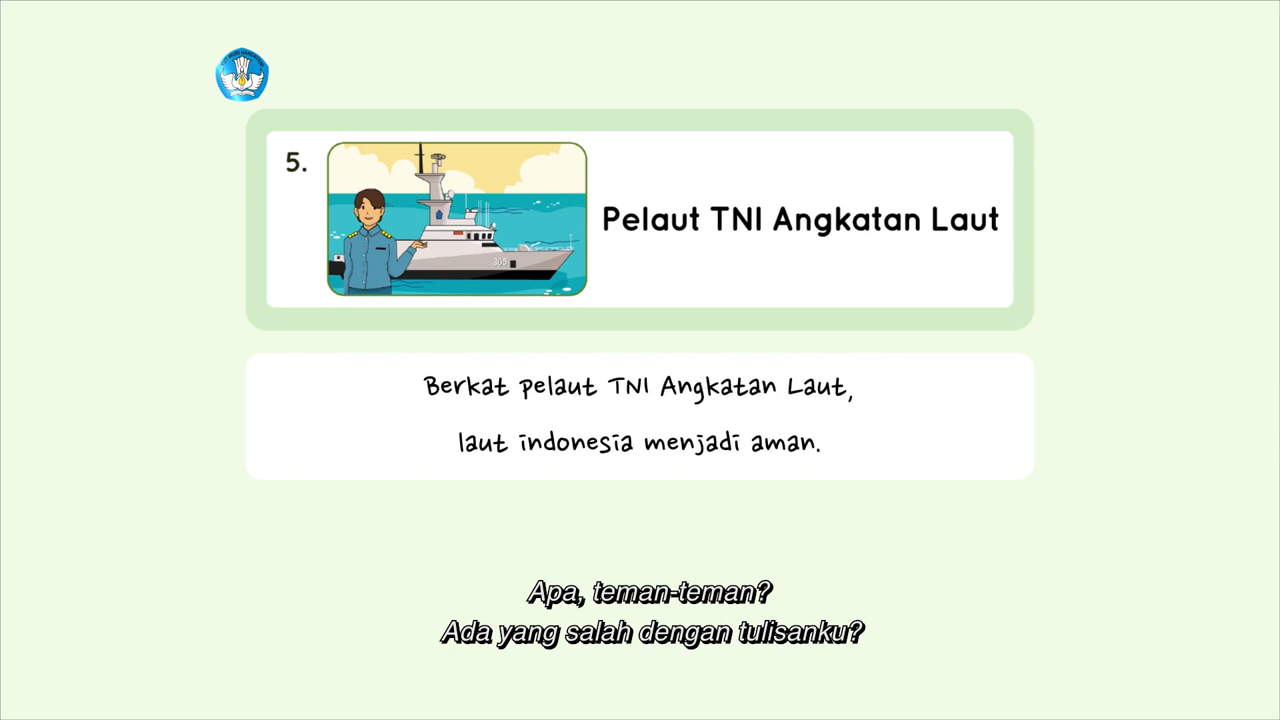 5.
Pelaut TNI Angkatan Laut
305
Berkat pelaut TNI Angkatan Laut,
laut indonesia menjadi aman.
Apa, teman-teman?
Ada yang salah dengan tulisanku?